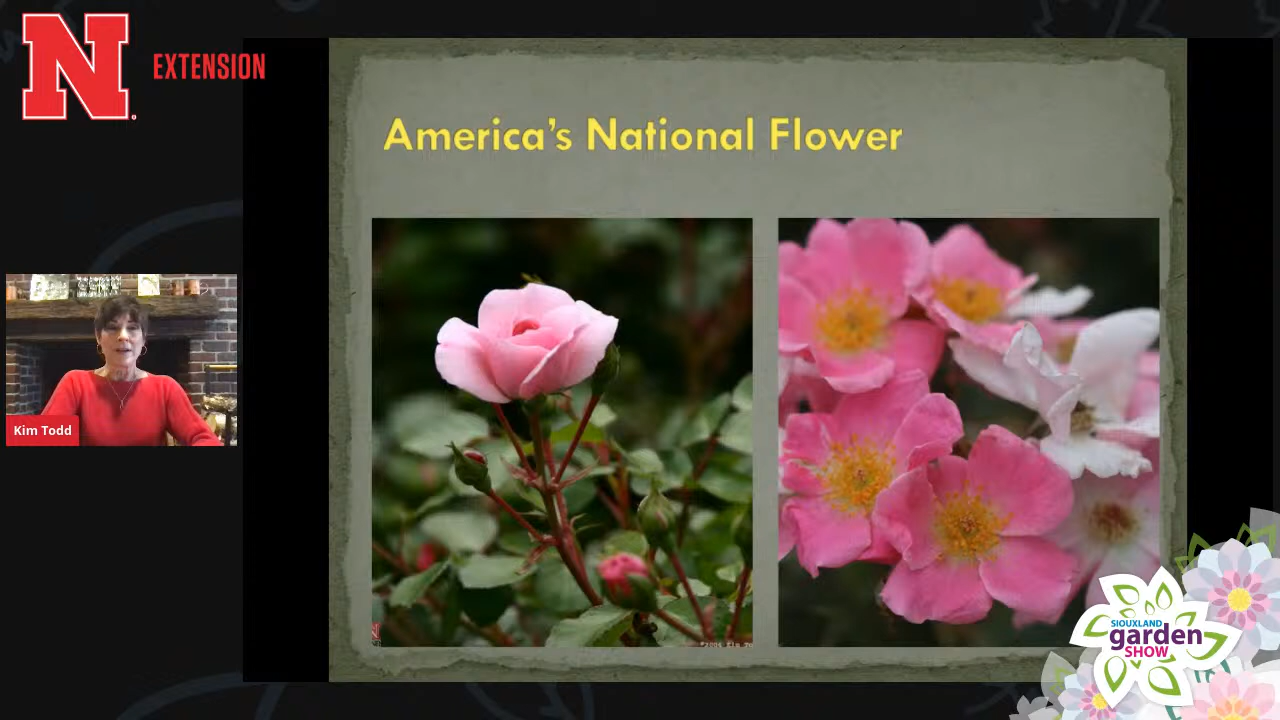 N
EXTENSION
America's National Flower
Kim Todd
SIOUXLAND
garden
SHOW